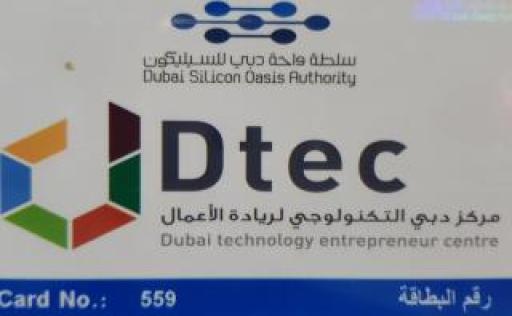 سلطة واحة دبي للسيليكون
Dubai Silicon Oasis Authority
Dtec
مركز دبي التكنولوجي لريادة الأعمال
Dubai technology entrepreneur centre
Card No.: 559 رقم البطاقة